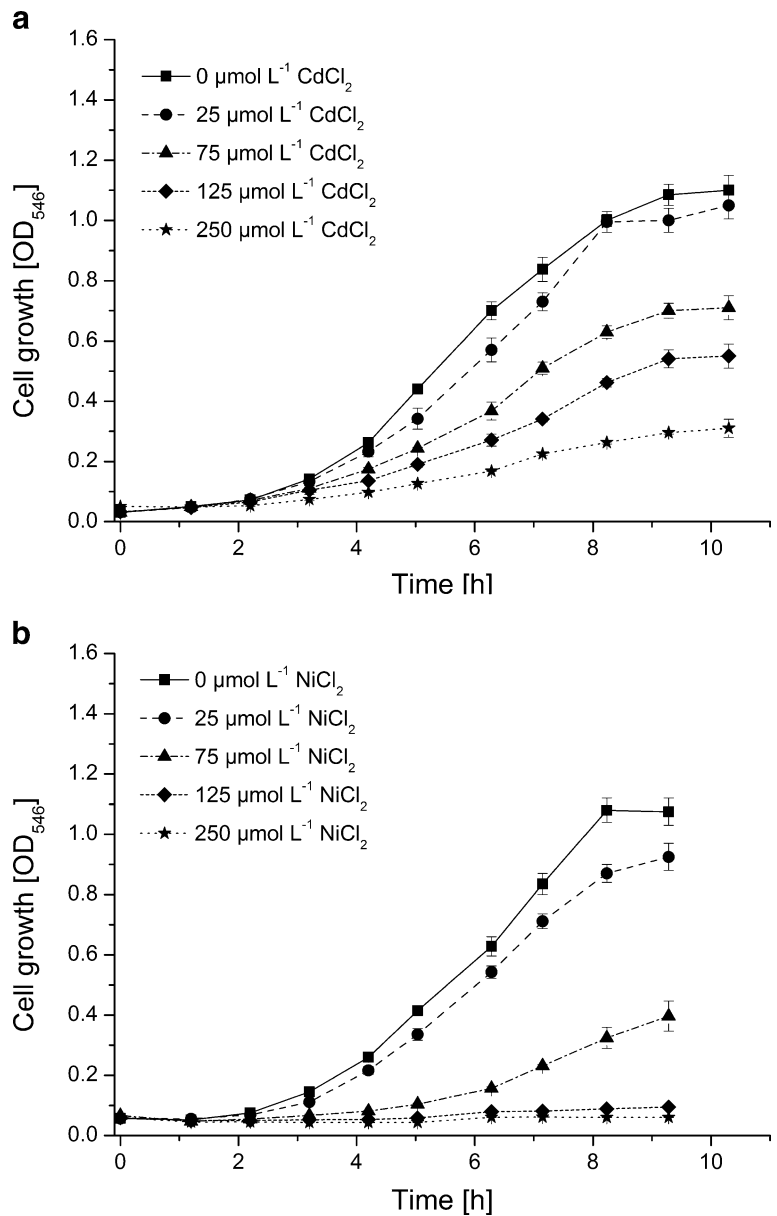 a
1.6
1.4
1.2
1.0
0.8
0.6
0.4
0.2
0.0
Cell growth [OD546]
0 µmol L-1 CdCl2
25 µmol L-1 CdCl2
75 µmol L-1 CdCl2
125 µmol L-1 CdCl2
250 µmol L-1 CdCl2
0 2 4 6 8 10
Time [h]
b
1.6
1.4
1.2
1.0
0.8
0.6
0.4
0.2
0.0
Cell growth [OD546]
0 µmol L-1 NiCl2
25 µmol L-1 NiCl2
75 µmol L-1 NiCl2
125 µmol L-1 NiCl2
250 µmol L-1 NiCl2
0 2 4 6 8 10
Time [h]